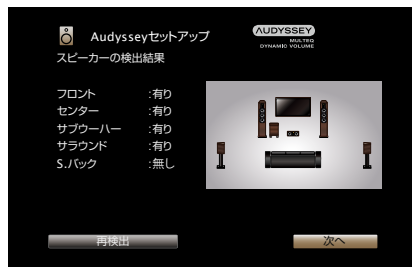 Audysseyセットアップ
AUDYSSEY
MULTEQ
DYNAMIC VOLUME
スピーカーの検出結果
フロント :有り
センター :有り
サブウーハー :有り
サラウンド :有り
S.バック :無し
再検出
次へ